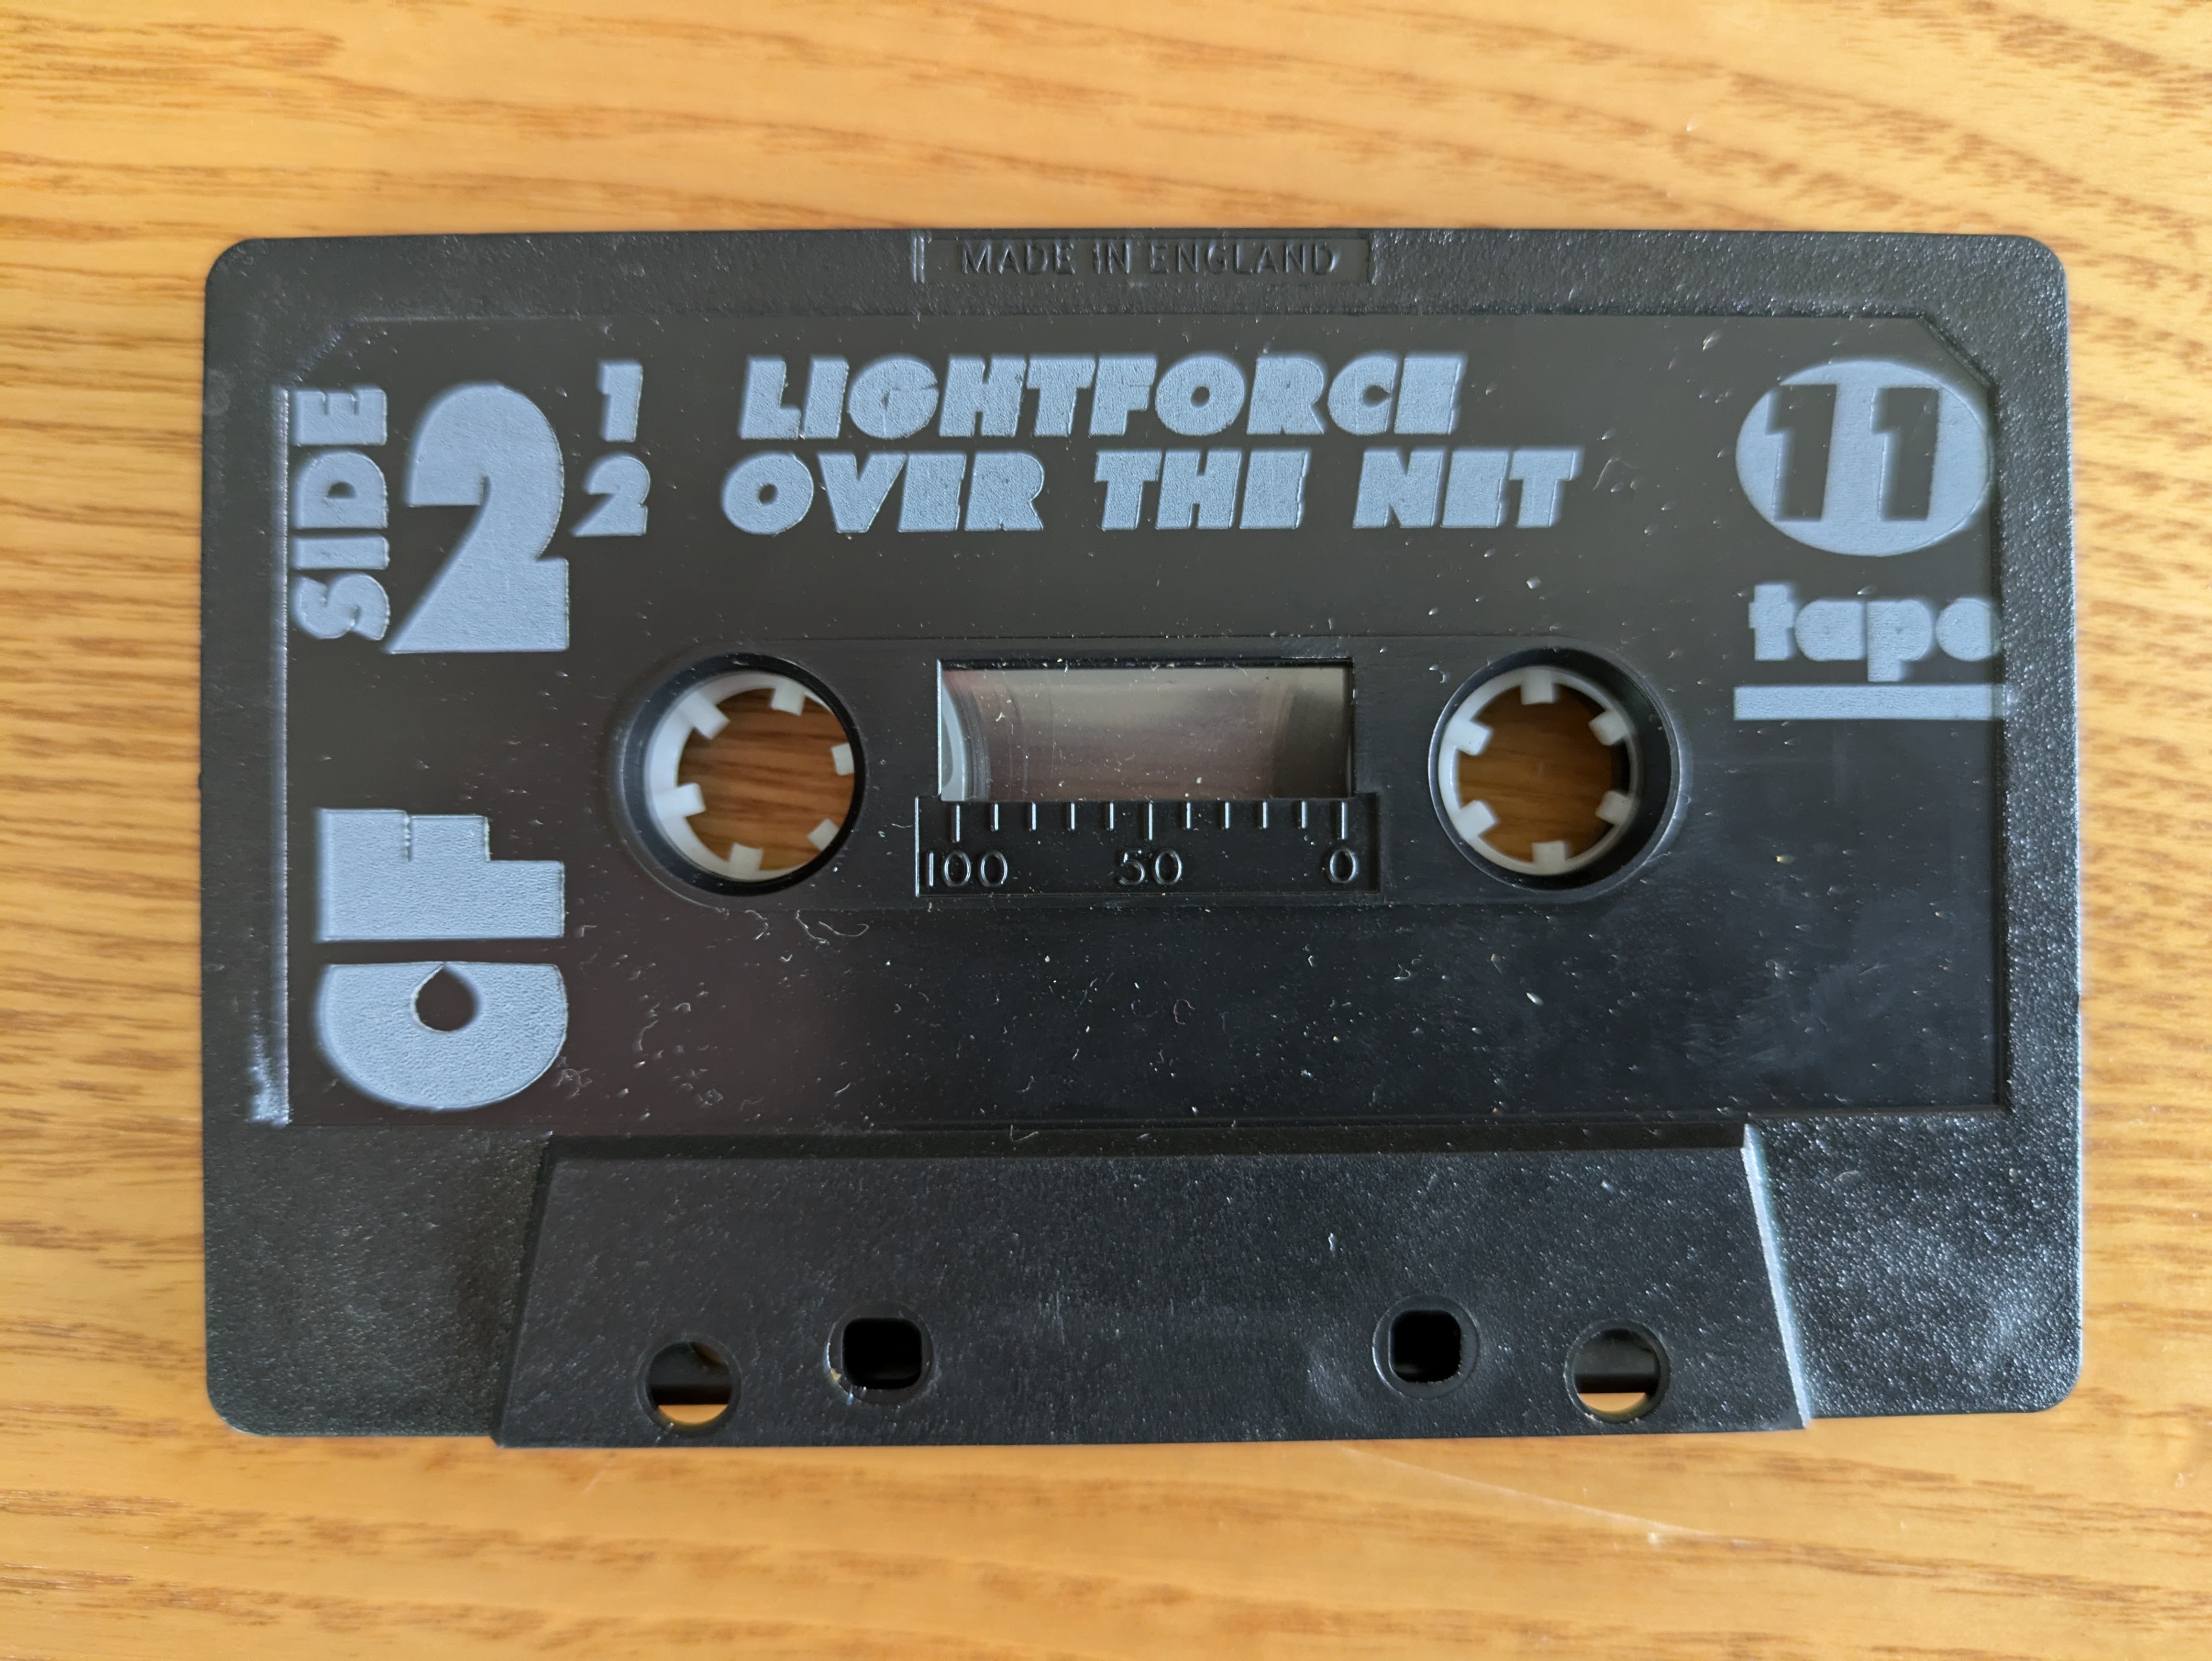 MADE IN ENGLAND
SIDE 2
1 LIGHTFORCE
2 OVER THE NET
11
tape
CF
100 50 0